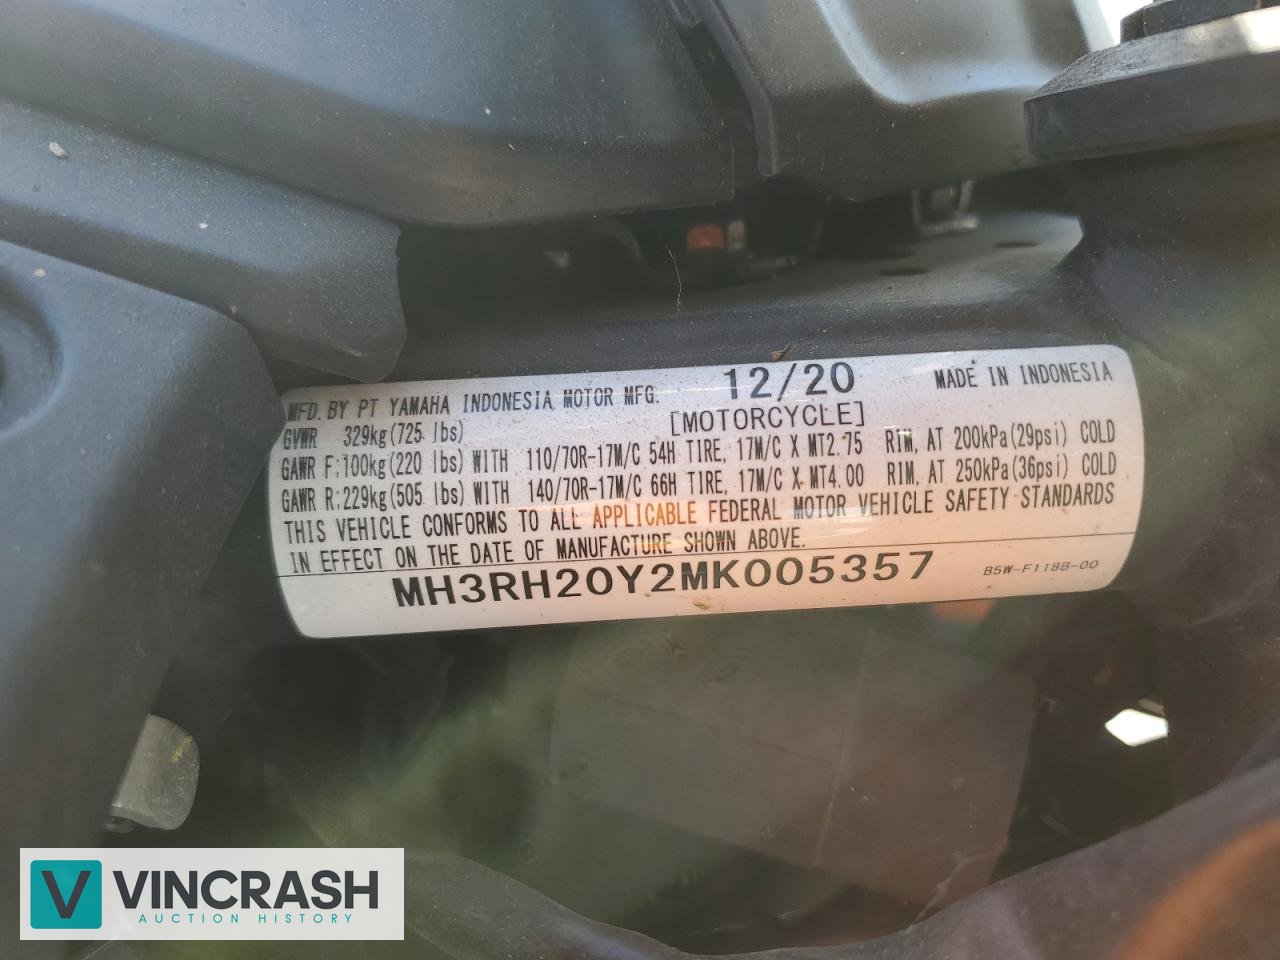 MFD. BY PT YAMAHA INDONESIA MOTOR MFG. 12/20 MADE IN INDONESIA
GVWR 329kg(725 lbs) [MOTORCYCLE]
GAWR F:100kg(220 lbs) WITH 110/70R-17M/C 54H TIRE, 17M/C X MT2.75 RIM, AT 200kPa(29psi) COLD
GAWR R:229kg(505 lbs) WITH 140/70R-17M/C 66H TIRE, 17M/C X MT4.00 RIM, AT 250kPa(36psi) COLD
THIS VEHICLE CONFORMS TO ALL APPLICABLE FEDERAL MOTOR VEHICLE SAFETY STANDARDS
IN EFFECT ON THE DATE OF MANUFACTURE SHOWN ABOVE.
MH3RH20Y2MK005357 B5W-F118B-00
V VINCRASH
AUCTION HISTORY